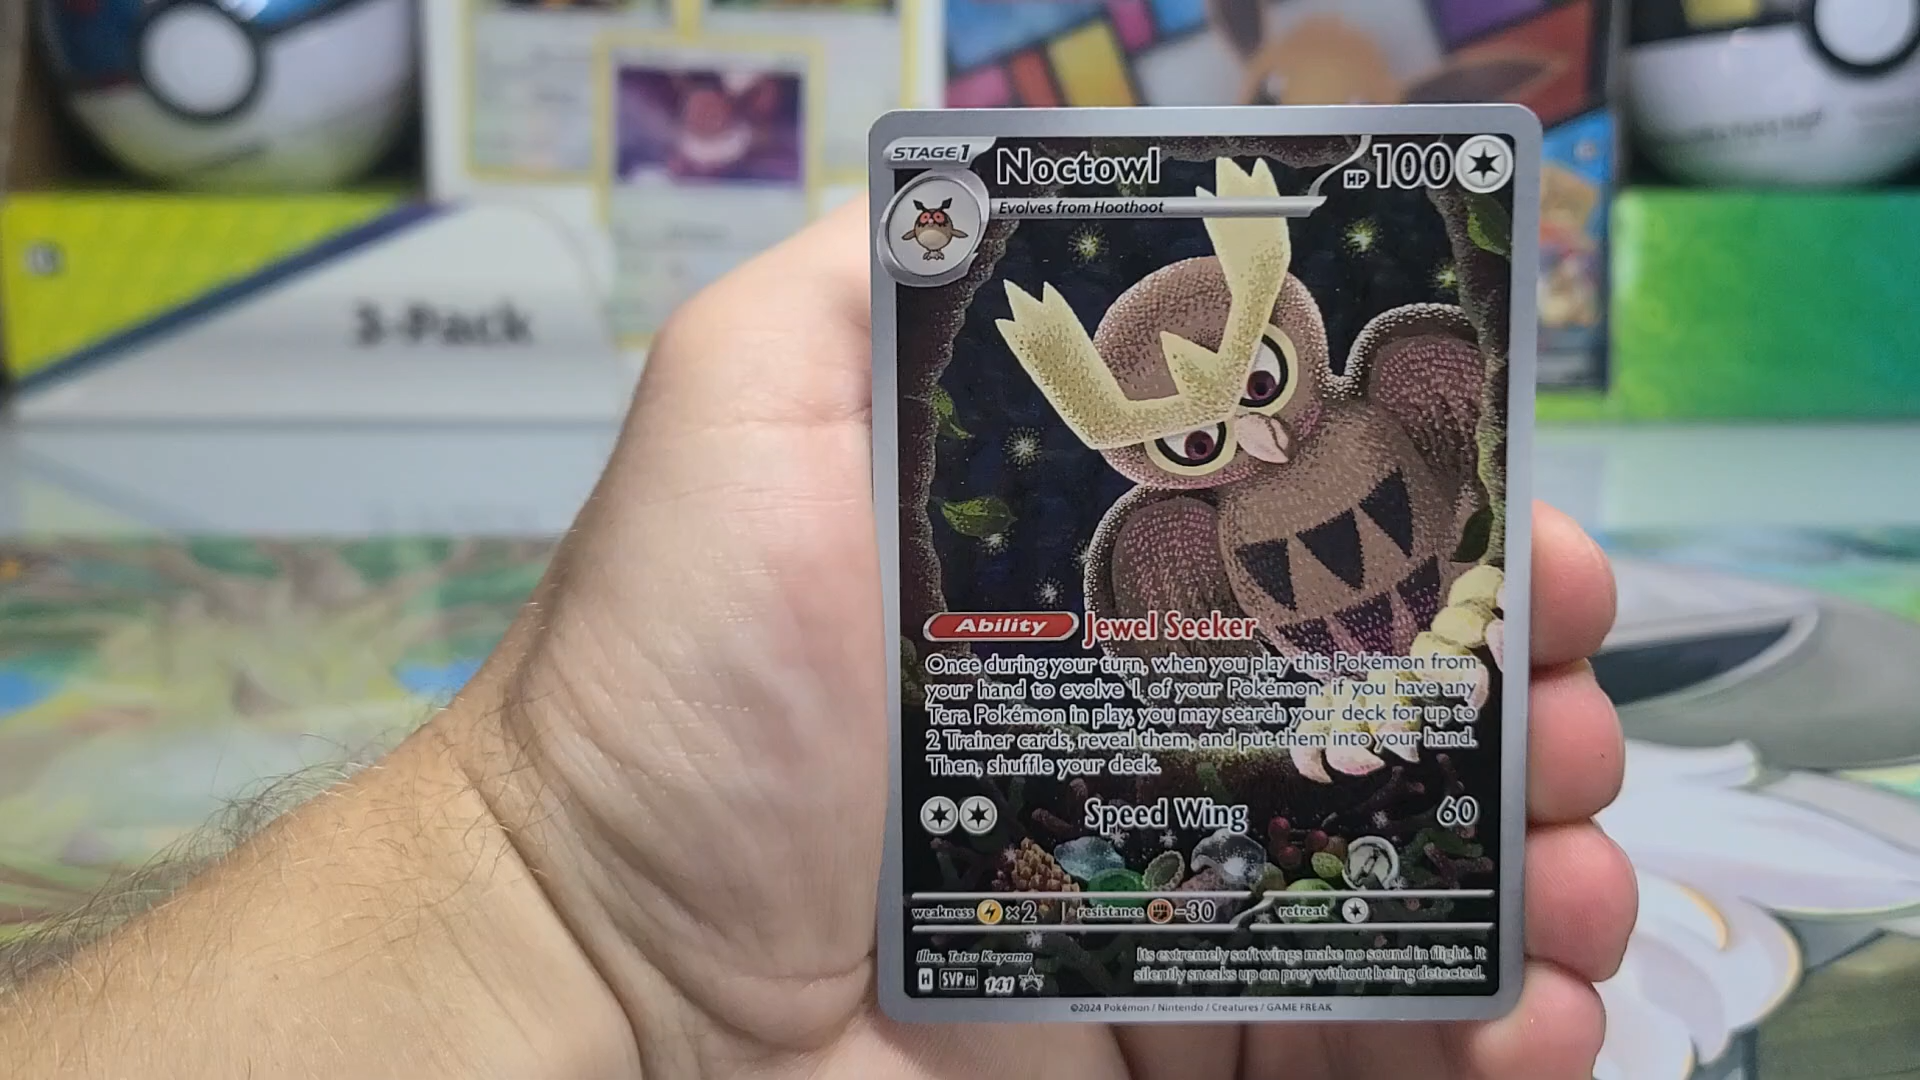 3-Pack
STAGE 1
Noctowl
HP 100
Evolves from Hoothoot
Ability Jewel Seeker
Once during your turn, when you play this Pokémon from
your hand to evolve 1 of your Pokémon, if you have any
Tera Pokémon in play, you may search your deck for up to
2 Trainer cards, reveal them, and put them into your hand.
Then, shuffle your deck.
Speed Wing 60
weakness ×2 resistance -30 retreat
Illus. Tetsu Kayama
Its extremely soft wings make no sound in flight. It
silently sneaks up on prey without being detected.
H SVP EN 141
©2024 Pokémon / Nintendo / Creatures / GAME FREAK